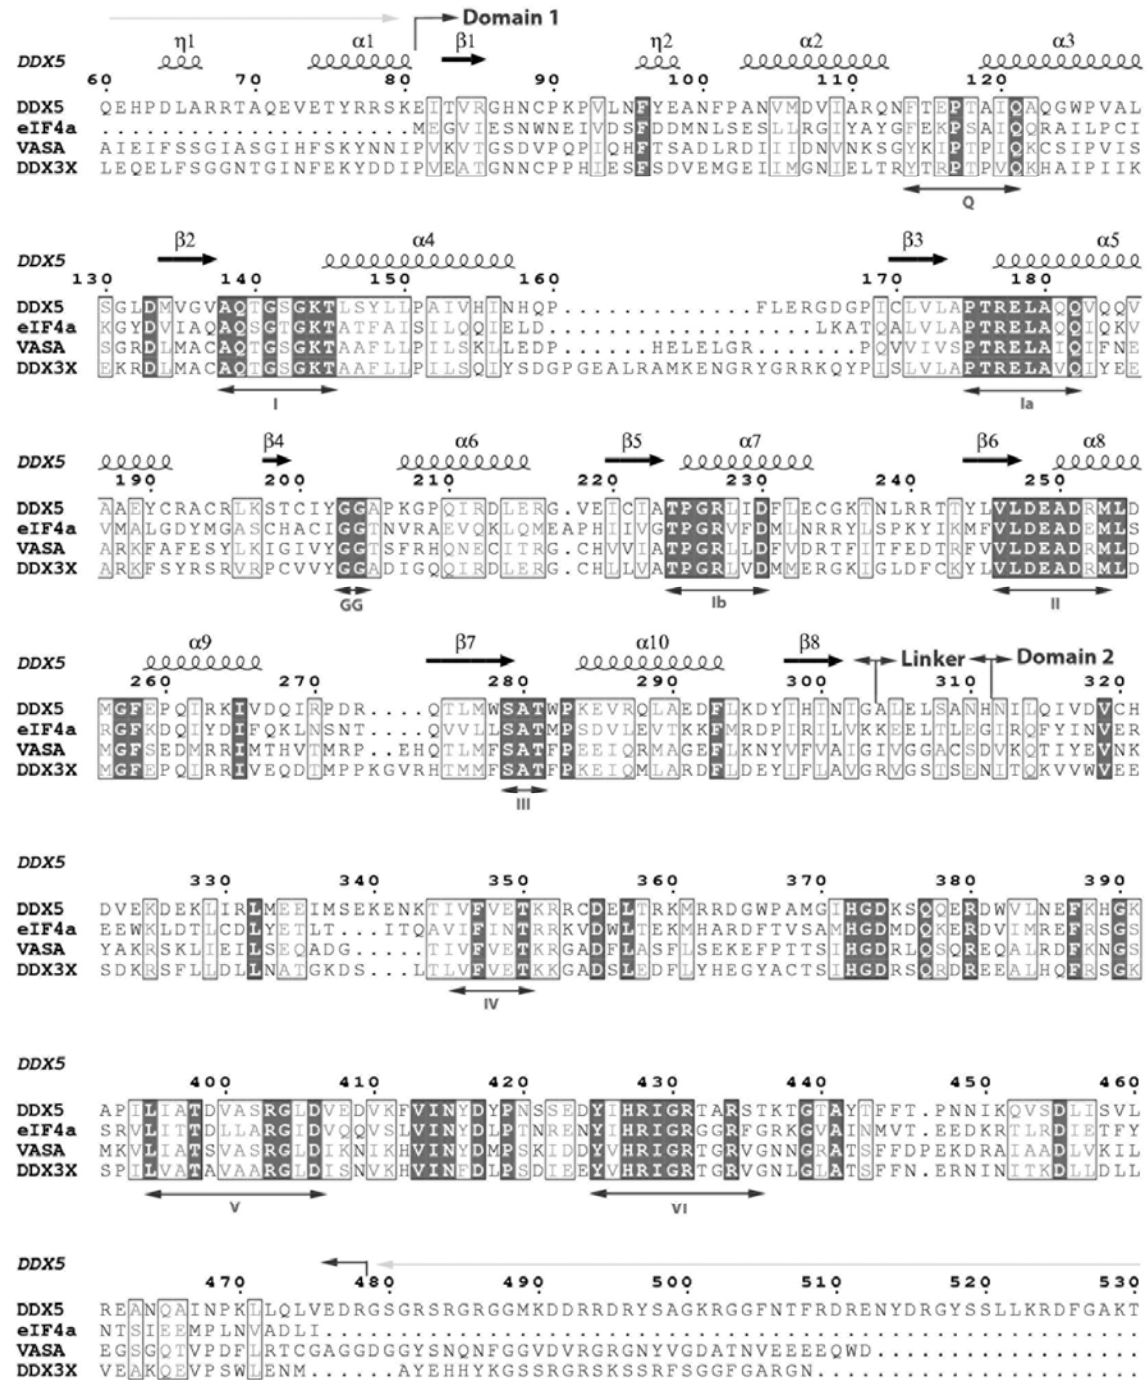 Domain 1
η1 α1 β1 η2 α2 α3
DDX5
60 70 80 90 100 110 120
DDX5 QEHPDLARRTAQEVETYRRSKEITVRGHNCPKPVLNFYEANFPANVMDVIARQNFTEPTAIQAQGWPVAL
eIF4a .....................MEGVIESNWNEIVDSFDDMNLSESLLRGIYAYGFEKPSAIQQRAILPCI
VASA AIEIFSSGIASGIHFSKYNNIPVKVTGSDVPQPIQHFTSADLRDIIIDNVNKSGYKIPTPIQKCSIPVIS
DDX3X LEQELFSGGNTGINFEKYDDIPVEATGNNCPPHIESFSDVEMGEIIMGNIELTRYTRPTPVQKHAIPIIK
Q
β2 α4 β3 α5
DDX5
130 140 150 160 170 180
DDX5 SGLDMVGVAQTGSGKTLSYLLPAIVHINHQP..............FLERGDGPICLVLAPTRELAQQVQQV
eIF4a KGYDVIAQAQSGTGKTATFAISILQQIELD...................LKATQALVLAPTRELAQQIQKV
VASA SGRDLMACAQTGSGKTAAFLLPILSKLLEDP......HELELGR......PQVVIVSPTRELAIQIFNE
DDX3X EKRDLMACAQTGSGKTAAFLLPILSQIYSDGPGEALRAMKENGRYGRRKQYPISLVLAPTRELAVQIYEE
I Ia
β4 α6 β5 α7 β6 α8
DDX5
190 200 210 220 230 240 250
DDX5 AAEYCRACRLKSTCIYGGAPKGPQIRDLERG.VEICIATPGRLIDFLECGKTNLRRTTYLVLDEADRMLD
eIF4a VMALGDYMGASCHACIGGTNVRAEVQKLQMEAPHIIVGTPGRVFDMLNRRYLSPKYIKMFVLDEADEMLS
VASA ARKFAFESYLKIGIVYGGTSFRHQNECITRG.CHVVIATPGRLLDFVDRTFITFEDTRFVVLDEADRMLD
DDX3X ARKFSYRSRVRPCVVYGGADIGQQIRDLERG.CHLLVATPGRLVDMMERGKIGLDFCKYLVLDEADRMLD
GG Ib II
α9 β7 α10 β8 Linker Domain 2
DDX5
260 270 280 290 300 310 320
DDX5 MGFEPQIRKIVDQIRPDR....QTLMWSATWPKEVRQLAEDFLKDYIHINIGALELSANHNILQIVDVCH
eIF4a RGFKDQIYDIFQKLNSNT....QVVLLSATMPSDVLEVTKKFMRDPIRILVKKEELTLEGIRQFYINVER
VASA MGFSEDMRRIMTHVTMRP..EHQTLMFSATFPEEIQRMAGEFLKNYVFVAIGIVGGACSDVKQTIYEVNK
DDX3X MGFEPQIRRIVEQDTMPPKGVRHTMMFSATFPKEIQMLARDFLDEYIFLAVGRVGSTSENITQKVVWVEE
III
DDX5
330 340 350 360 370 380 390
DDX5 DVEKDEKLIRLMEEIMSEKENKTIVFVETKRRCDELTRKMRRDGWPAMGIHGDKSQQERDWVLNEFKHGK
eIF4a EEWKLDTLCDLYETLT...ITQAVIFINTRRKVDWLTEKMHARDFTVSAMHGDMDQKERDVIMREFRSGS
VASA YAKRSKLIEILSEQADG.....TIVFVETKRGADFLASFLSEKEFPTTSIHGDRLQSQREQALRDFKNGS
DDX3X SDKRSFLLDLLNATGKDS....LTLVFVETKKGADSLEDFLYHEGYACTSIHGDRSQRDREEALHQFRSGK
IV
DDX5
400 410 420 430 440 450 460
DDX5 APILIATDVASRGLDVEDVKFVINYDYPNSSEDYIHRIGRTARSTKTGTAYTFFT.PNNIKQVSDLISVL
eIF4a SRVLITTDLLARGIDVQQVSLVINYDLPTNRENYIHRIGRGGRFGRKGVAINMVT.EEDKRTLRDIETFY
VASA MKVLIATSVASRGLDIKNIKHVINYDMPSKIDDYVHRIGRTGRVGNNGRATSFFDPEKDRAIAADLVKIL
DDX3X SPILVATAVAARGLDISNVKHVINFDLPSDIEEYVHRIGRTGRVGNLGLATSFFN.ERNINITKDLLDLL
V VI
DDX5
470 480 490 500 510 520 530
DDX5 REANQAINPKLLQLVEDRGSGRSRGRGGMKDDRRDRYSAGKRGGFNTFRDRENYDRGYSSLLKRDFGAKT
eIF4a NTSIEEMPLNVADLI.......................................................
VASA EGSGQTVPDFLRTCGAGGDGGYSNQNFGGVDVRGRGNYVGDATNVEEEEQWD..................
DDX3X VEAKQEVPSWLENM.....AYEHHYKGSSRGRSKSSRFSGGFGARGN......................